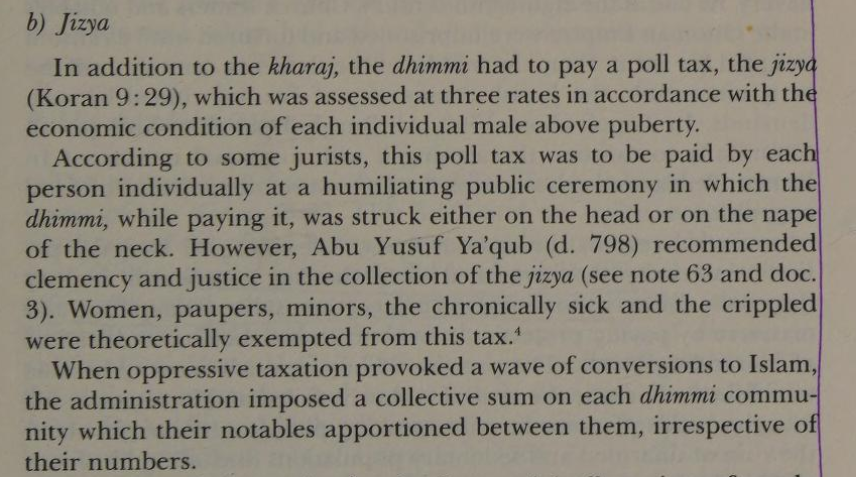 b) Jizya
In addition to the kharaj, the dhimmi had to pay a poll tax, the jizya
(Koran 9:29), which was assessed at three rates in accordance with the
economic condition of each individual male above puberty.
According to some jurists, this poll tax was to be paid by each
person individually at a humiliating public ceremony in which the
dhimmi, while paying it, was struck either on the head or on the nape
of the neck. However, Abu Yusuf Ya'qub (d. 798) recommended
clemency and justice in the collection of the jizya (see note 63 and doc.
3). Women, paupers, minors, the chronically sick and the crippled
were theoretically exempted from this tax.⁴
When oppressive taxation provoked a wave of conversions to Islam,
the administration imposed a collective sum on each dhimmi commu-
nity which their notables apportioned between them, irrespective of
their numbers.